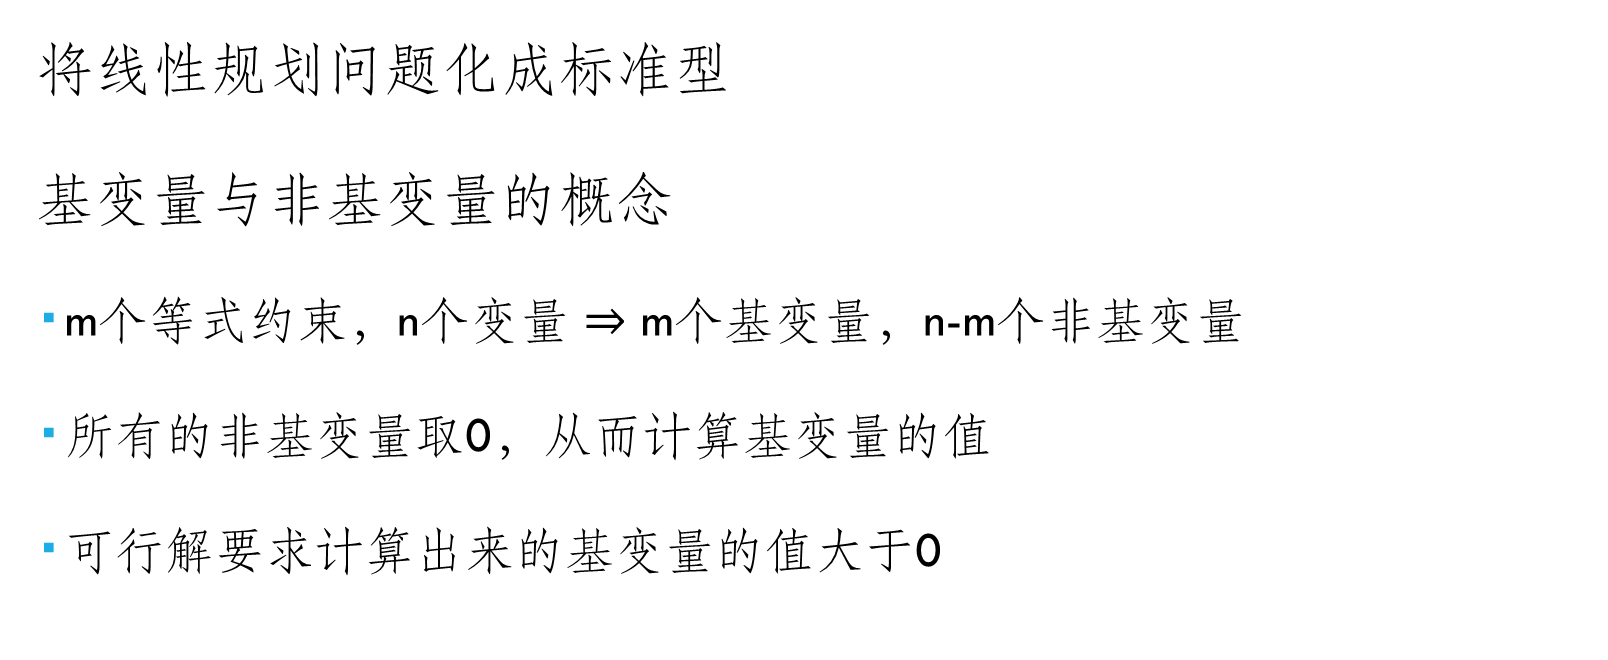 将线性规划问题化成标准型
基变量与非基变量的概念
▪m个等式约束，n个变量 ⇒ m个基变量，n-m个非基变量
▪所有的非基变量取0，从而计算基变量的值
▪可行解要求计算出来的基变量的值大于0